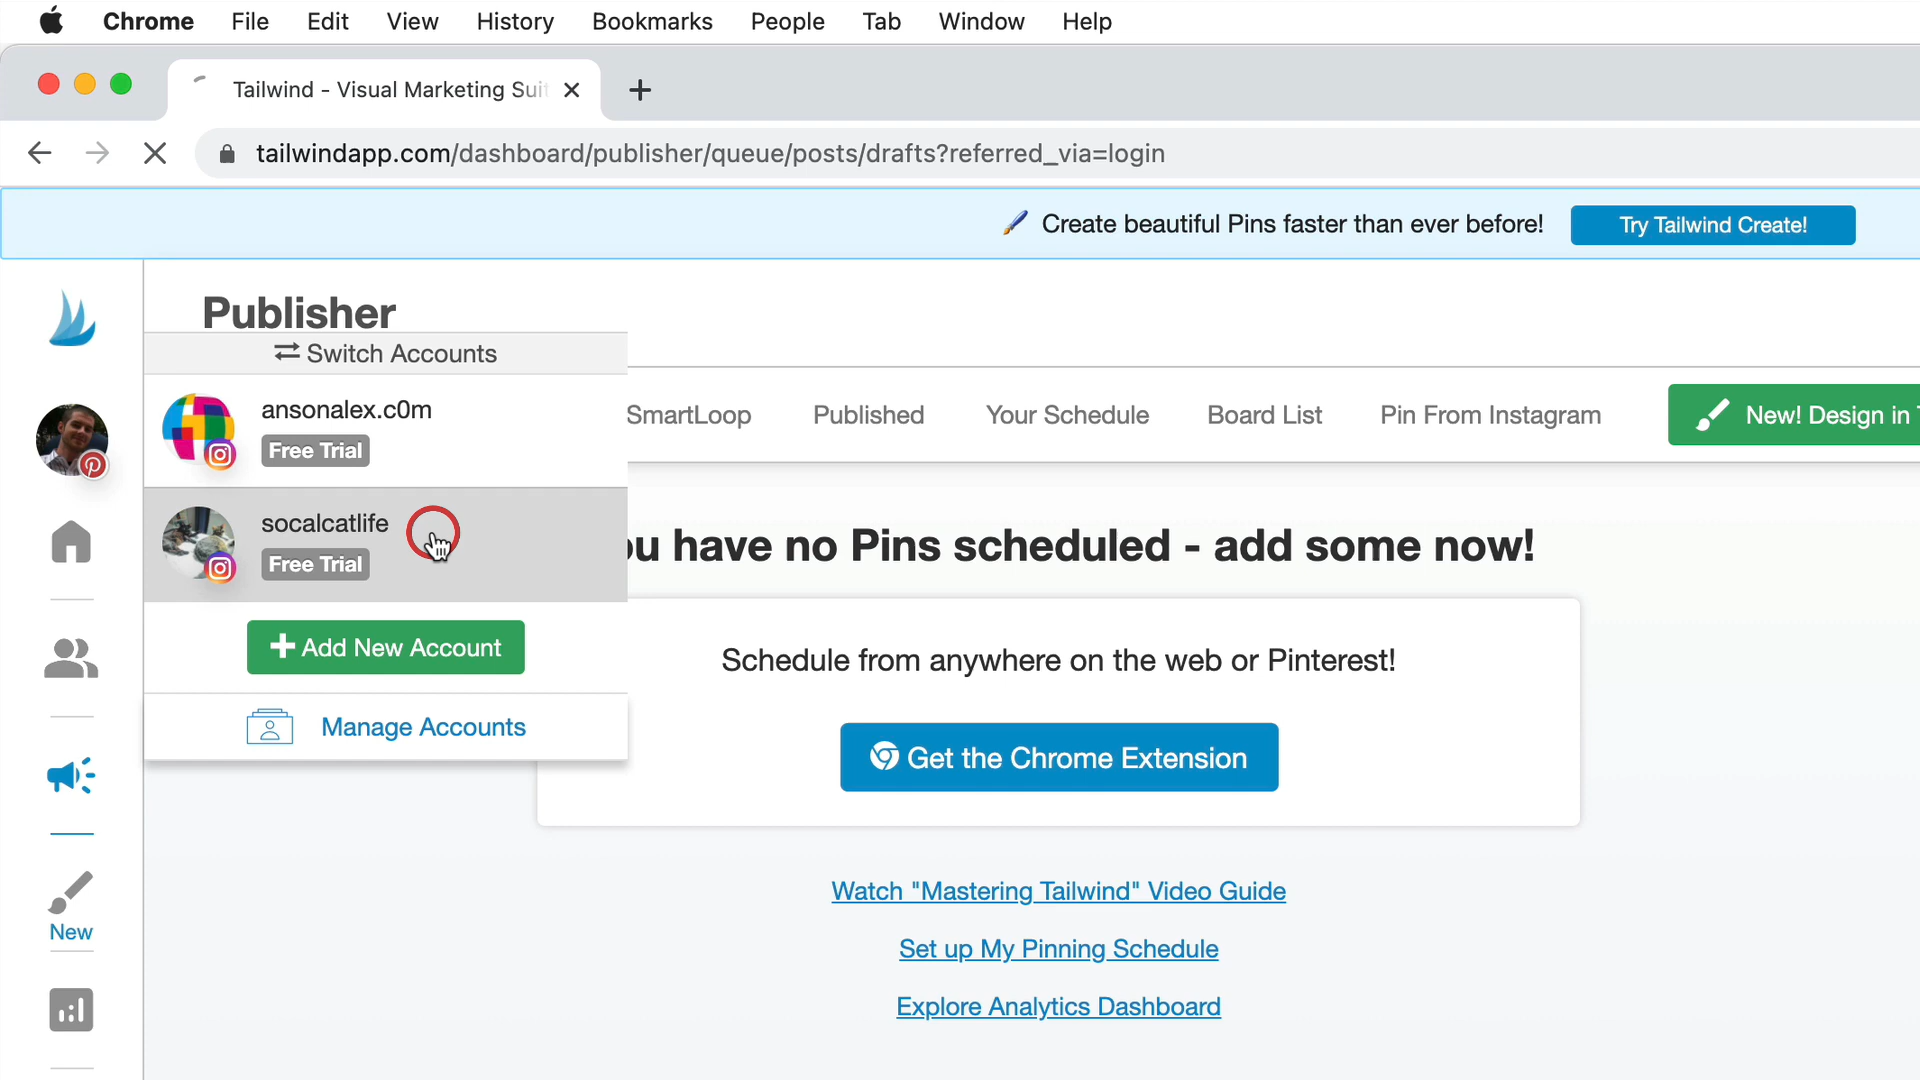 Chrome File Edit View History Bookmarks People Tab Window Help
Tailwind - Visual Marketing Suit
tailwindapp.com/dashboard/publisher/queue/posts/drafts?referred_via=login
Create beautiful Pins faster than ever before! Try Tailwind Create!
Publisher
Switch Accounts
ansonalex.c0m
Free Trial
SmartLoop Published Your Schedule Board List Pin From Instagram New! Design in
socalcatlife
Free Trial
ou have no Pins scheduled - add some now!
Add New Account
Schedule from anywhere on the web or Pinterest!
Manage Accounts
Get the Chrome Extension
Watch "Mastering Tailwind" Video Guide
New
Set up My Pinning Schedule
Explore Analytics Dashboard